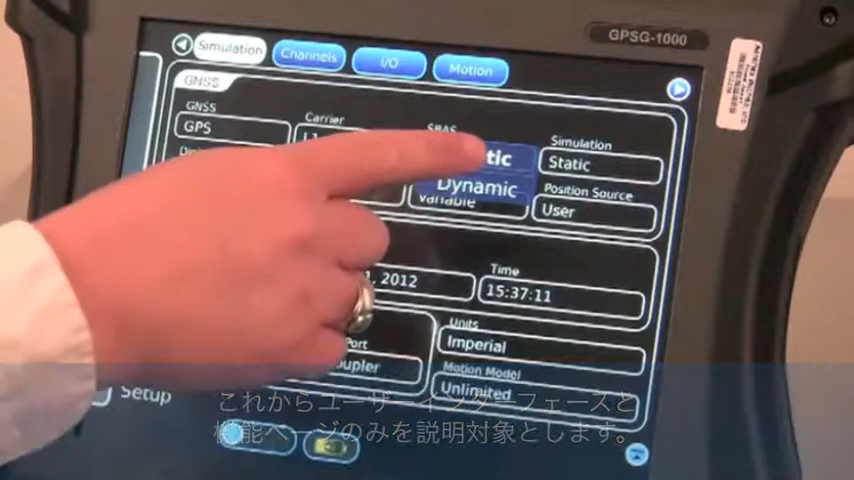 GPSG-1000
Simulation
Channels
I/O
Motion
GNSS
GNSS
Carrier
SBAS
Simulation
GPS
Static
Dynamic
Position Source
Variable
User
1, 2012
Time
15:37:11
Port
Units
Imperial
Motion Model
Unlimited
Setup
これからユーザーインターフェースと
機能ページのみを説明対象とします。